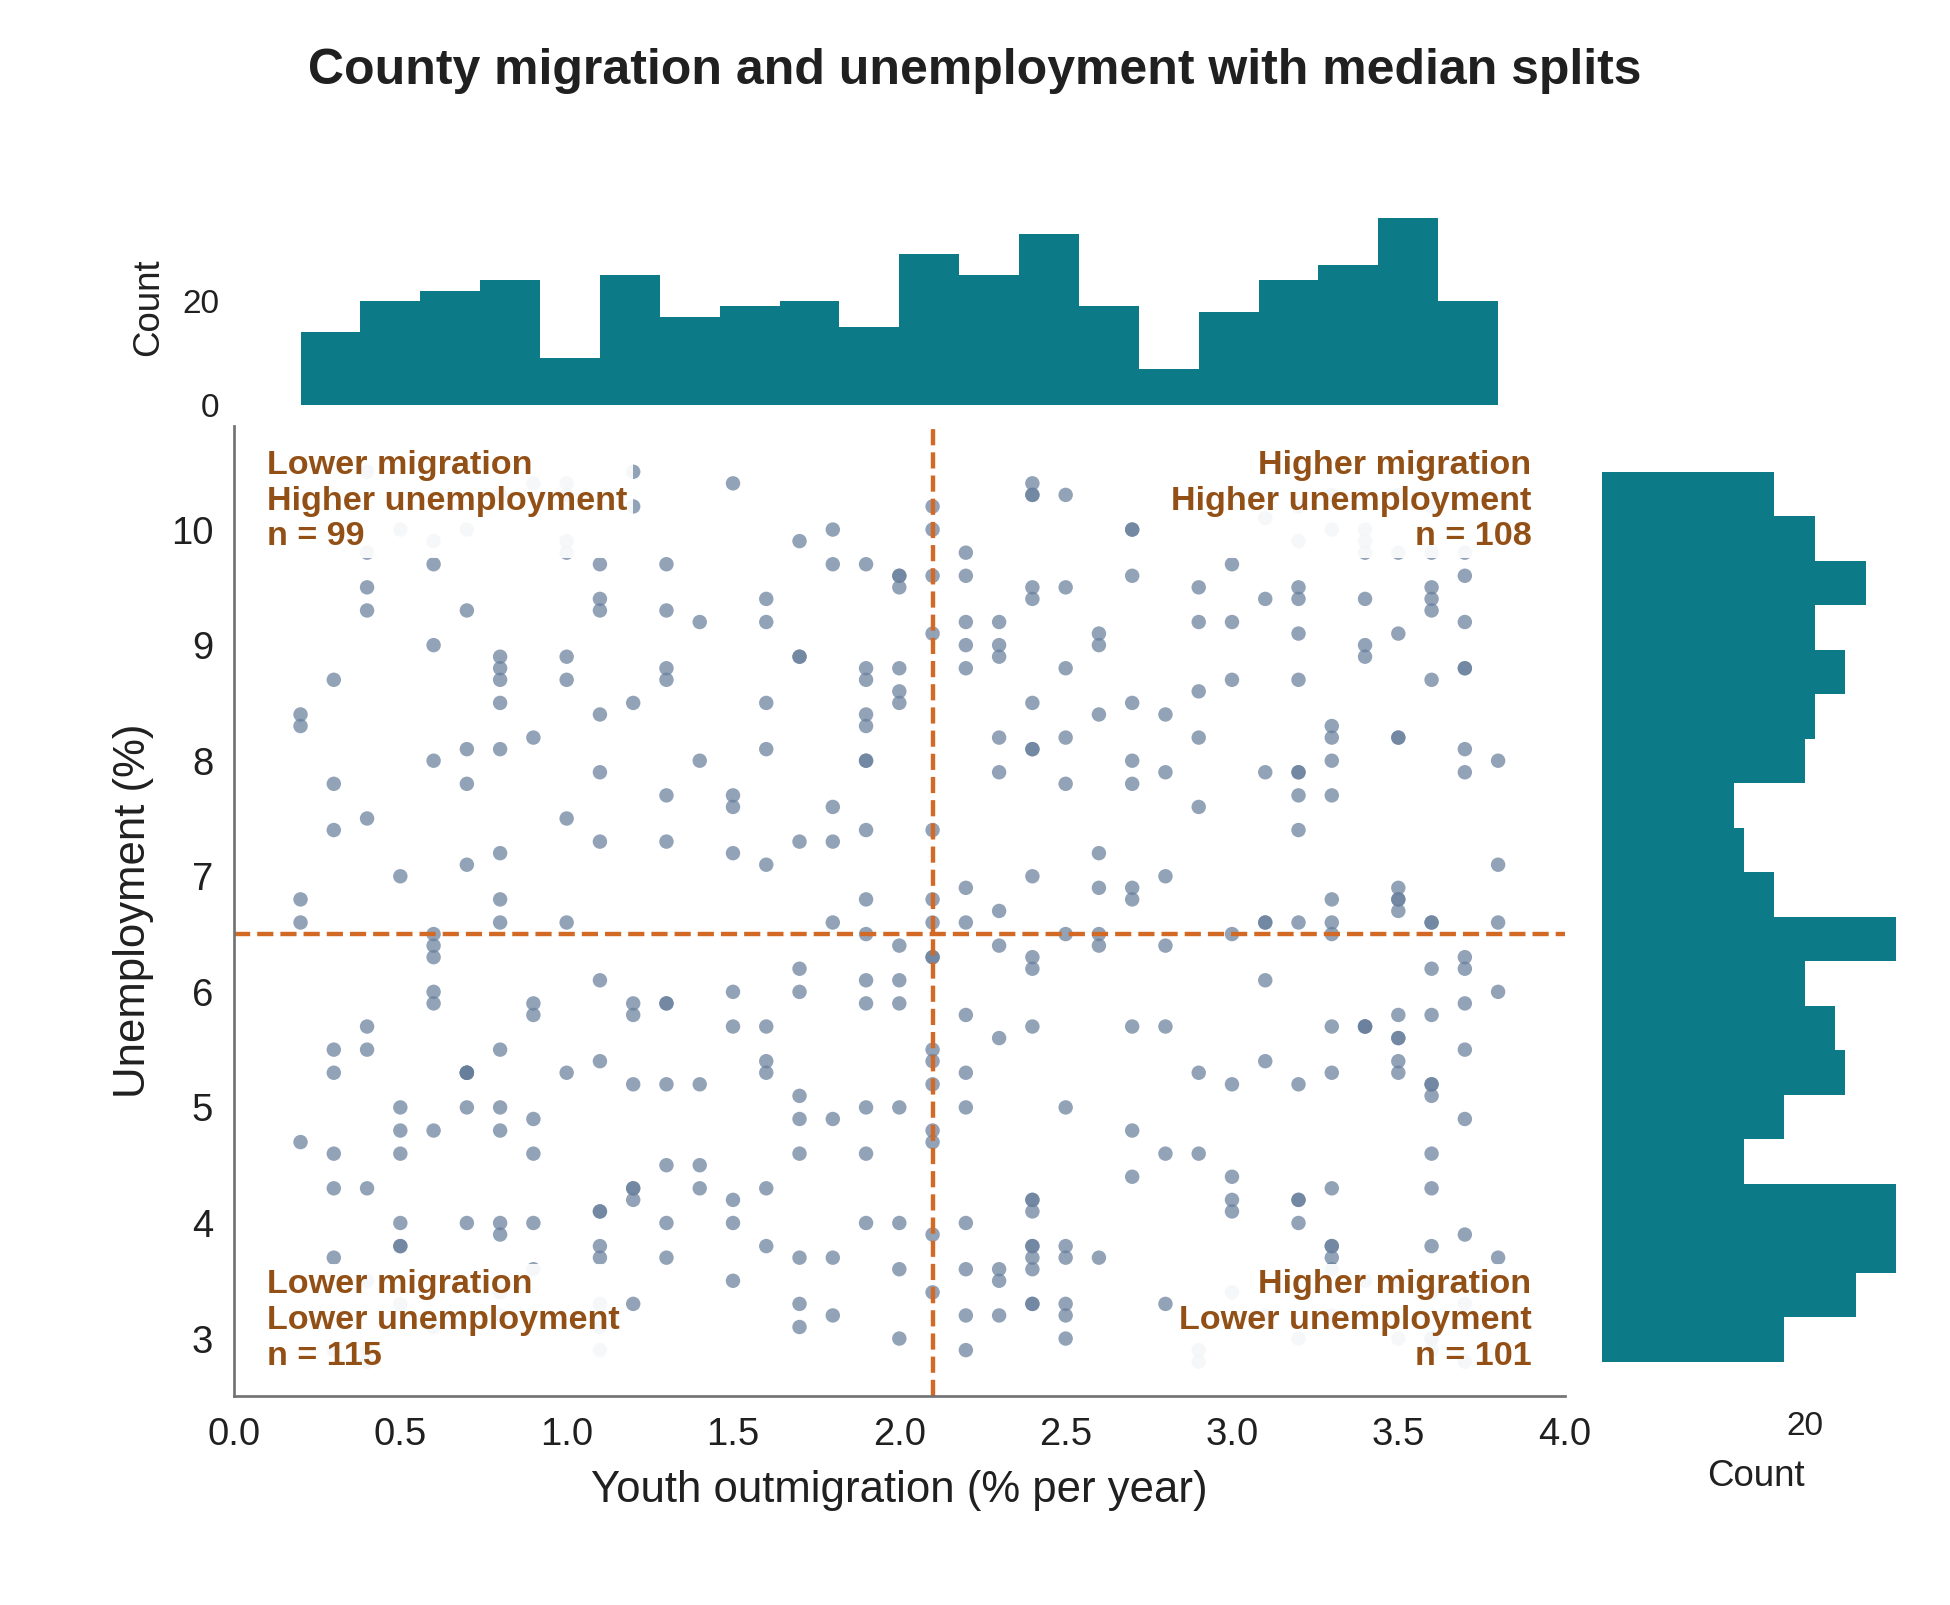 County migration and unemployment with median splits
Count
20
0
Lower migration
Higher unemployment
n = 99
Higher migration
Higher unemployment
n = 108
Unemployment (%)
10
9
8
7
6
5
4
3
Lower migration
Lower unemployment
n = 115
Higher migration
Lower unemployment
n = 101
0.0 0.5 1.0 1.5 2.0 2.5 3.0 3.5 4.0
Youth outmigration (% per year)
20
Count